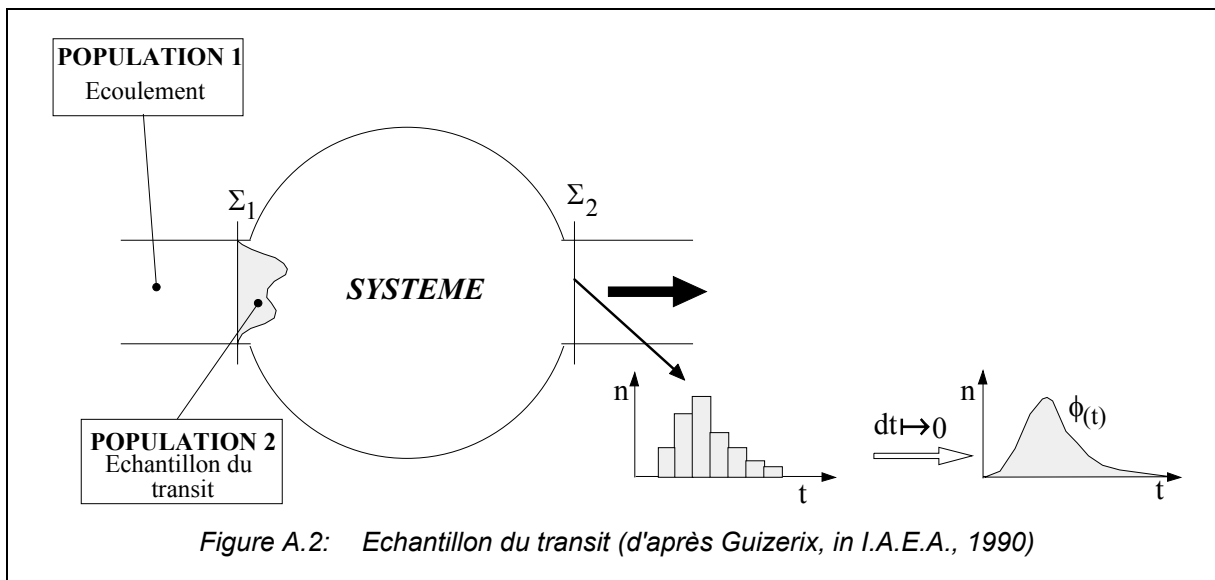 POPULATION 1
Ecoulement
Σ1
Σ2
SYSTEME
POPULATION 2
Echantillon du
transit
n
t
dt↦0
n
ϕ(t)
t
Figure A.2: Echantillon du transit (d'après Guizerix, in I.A.E.A., 1990)